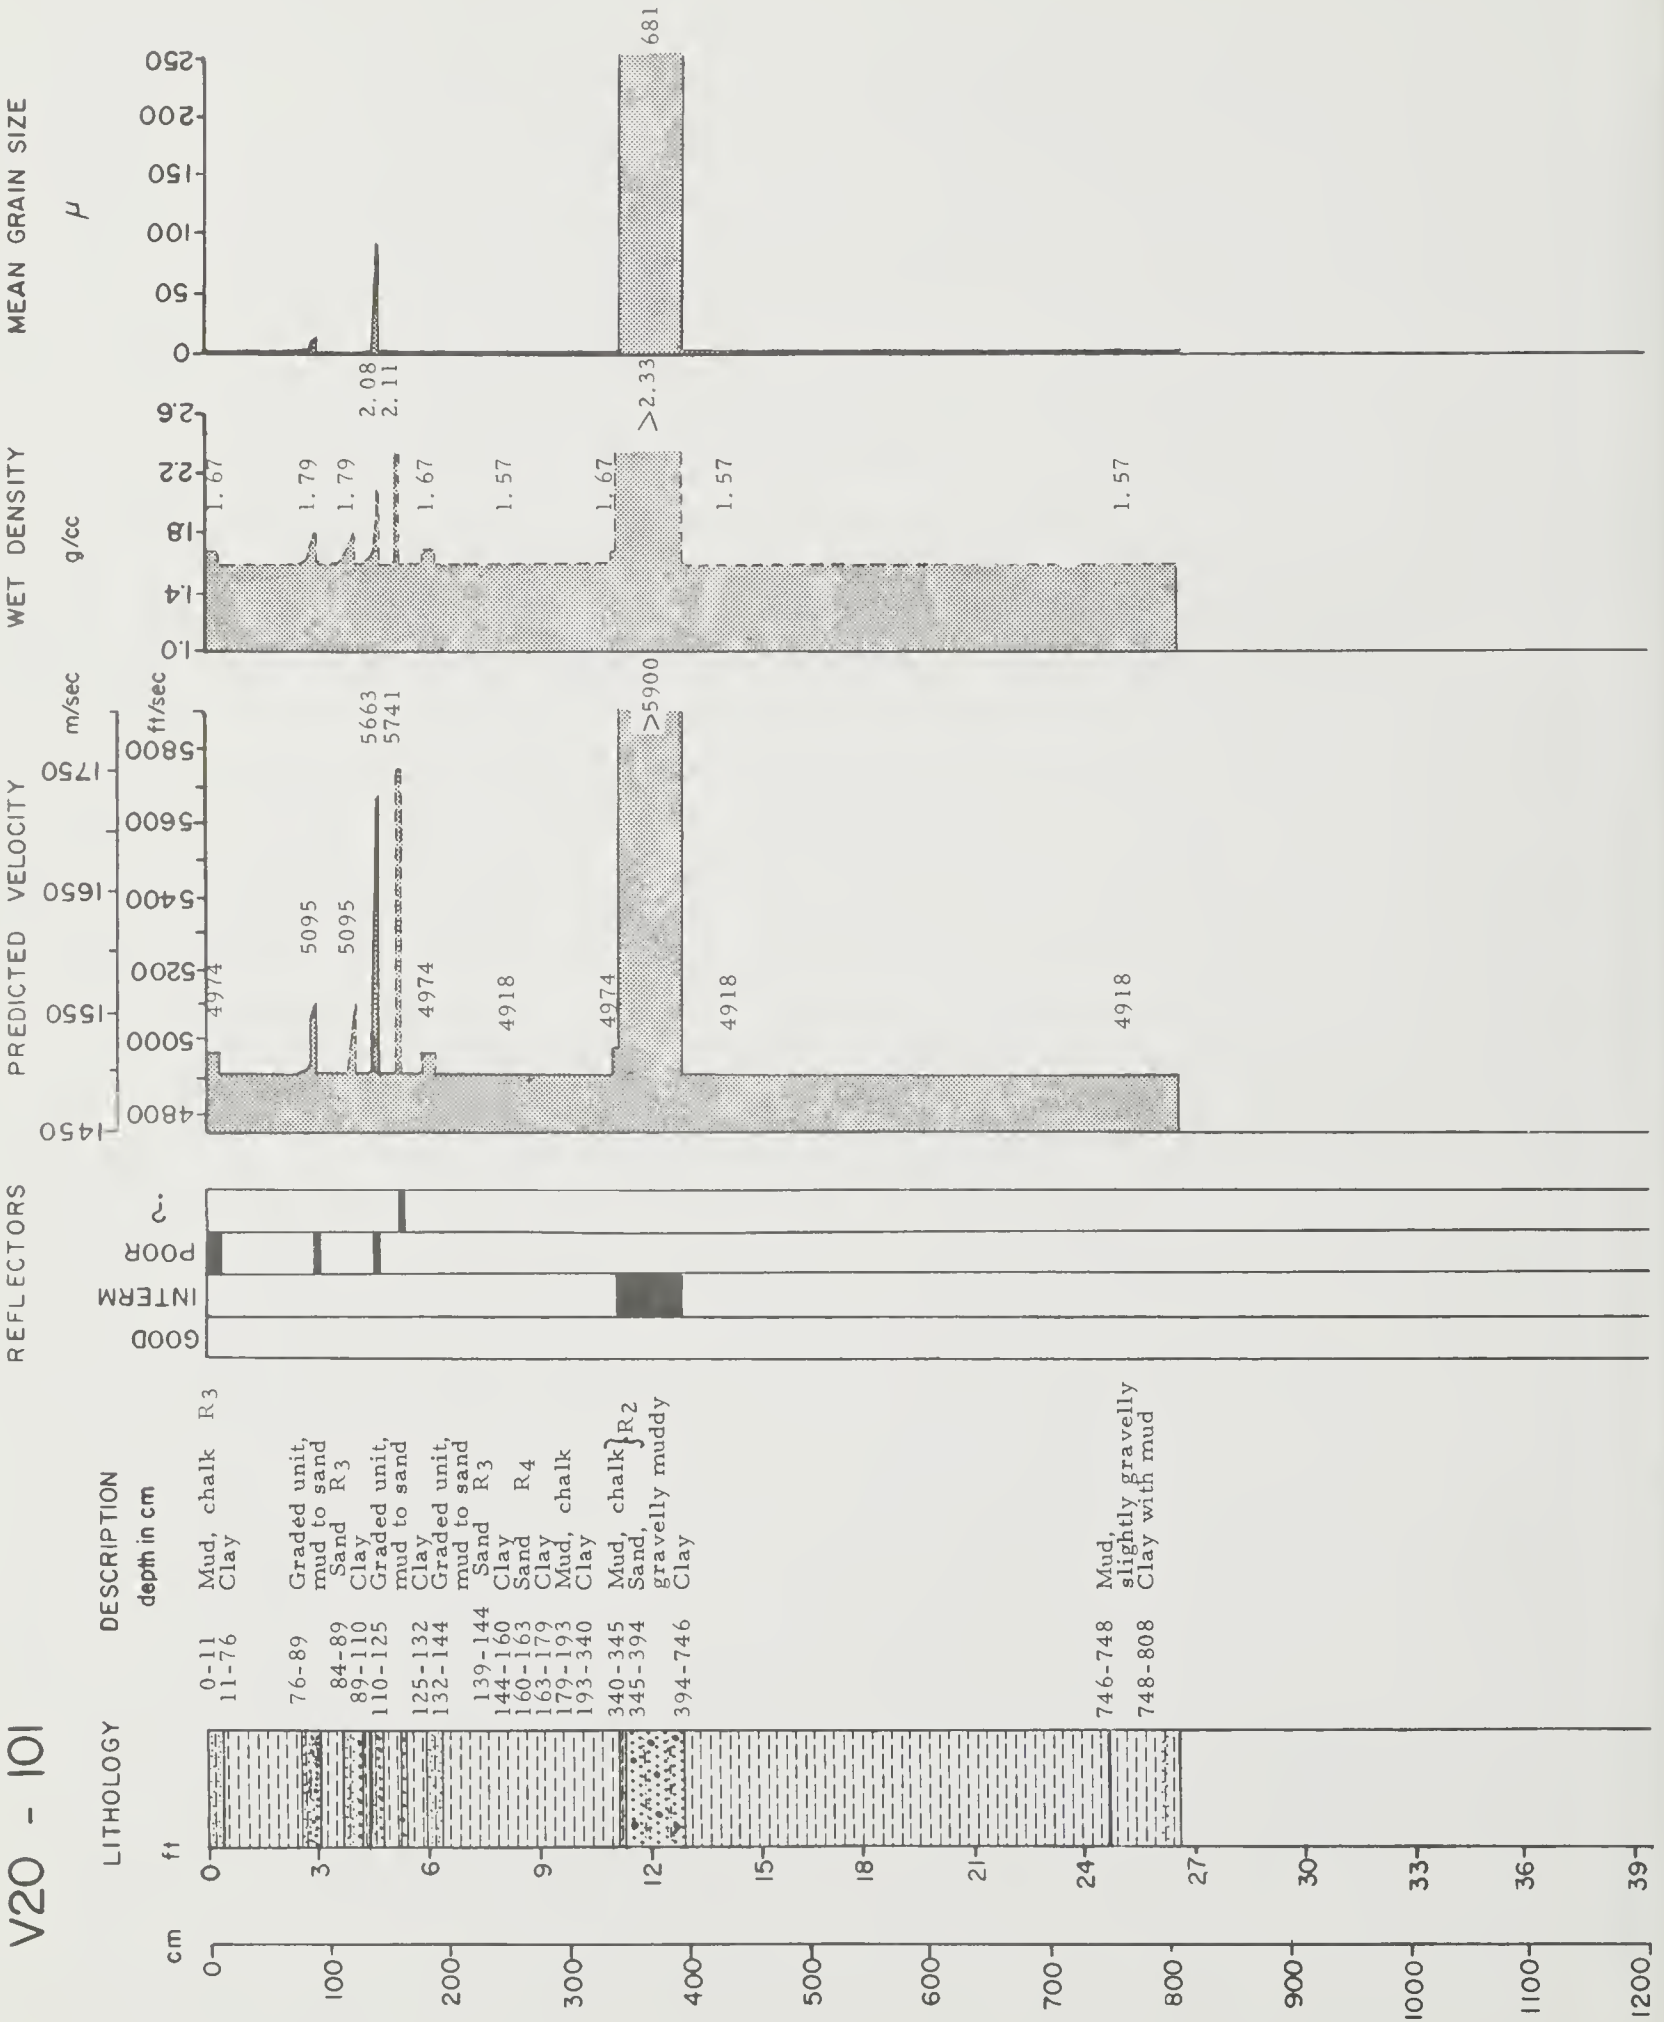 V20 - 101
LITHOLOGY
DESCRIPTION
REFLECTORS
PREDICTED VELOCITY
WET DENSITY
MEAN GRAIN SIZE
cm
ft
depth in cm
GOOD
INTERM
POOR
?
m/sec
1450
1550
1650
1750
ft/sec
4800
5000
5200
5400
5600
5800
g/cc
1.0
1.4
1.8
2.2
2.6
μ
0
50
100
150
200
250
0
100
200
300
400
500
600
700
800
900
1000
1100
1200
0
3
6
9
12
15
18
21
24
27
30
33
36
39
0-11 Mud, chalk R3
11-76 Clay
76-89 Graded unit,
mud to sand
84-89 Sand R3
89-110 Clay
110-125 Graded unit,
mud to sand
125-132 Clay
132-144 Graded unit,
mud to sand
139-144 Sand R3
144-160 Clay
160-163 Sand R4
163-179 Clay
179-193 Mud, chalk
193-340 Clay
340-345 Mud, chalk } R2
345-394 Sand,
gravelly muddy
394-746 Clay
746-748 Mud,
slightly gravelly
748-808 Clay with mud
4974
5095
5095
5663
5741
4974
4918
4974
>5900
4918
4918
1.67
1.79
1.79
2.08
2.11
1.67
1.57
1.67
>2.33
1.57
1.57
681